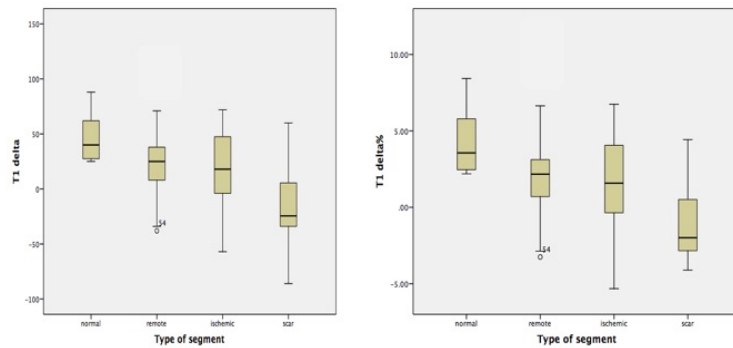 150
100
50
0
-50
-100
T1 delta
54
normal remote ischemic scar
Type of segment
10.00
5.00
.00
-5.00
T1 delta%
54
normal remote ischemic scar
Type of segment